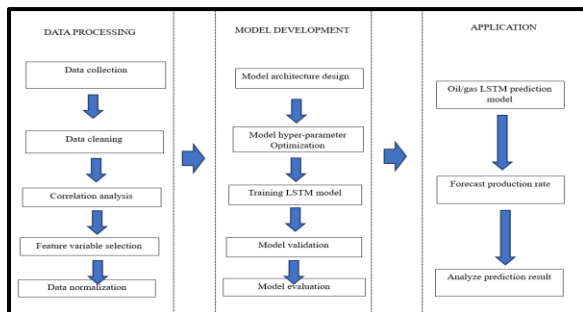 DATA PROCESSING
Data collection
Data cleaning
Correlation analysis
Feature variable selection
Data normalization
MODEL DEVELOPMENT
Model architecture design
Model hyper-parameter
Optimization
Training LSTM model
Model validation
Model evaluation
APPLICATION
Oil/gas LSTM prediction
model
Forecast production rate
Analyze prediction result